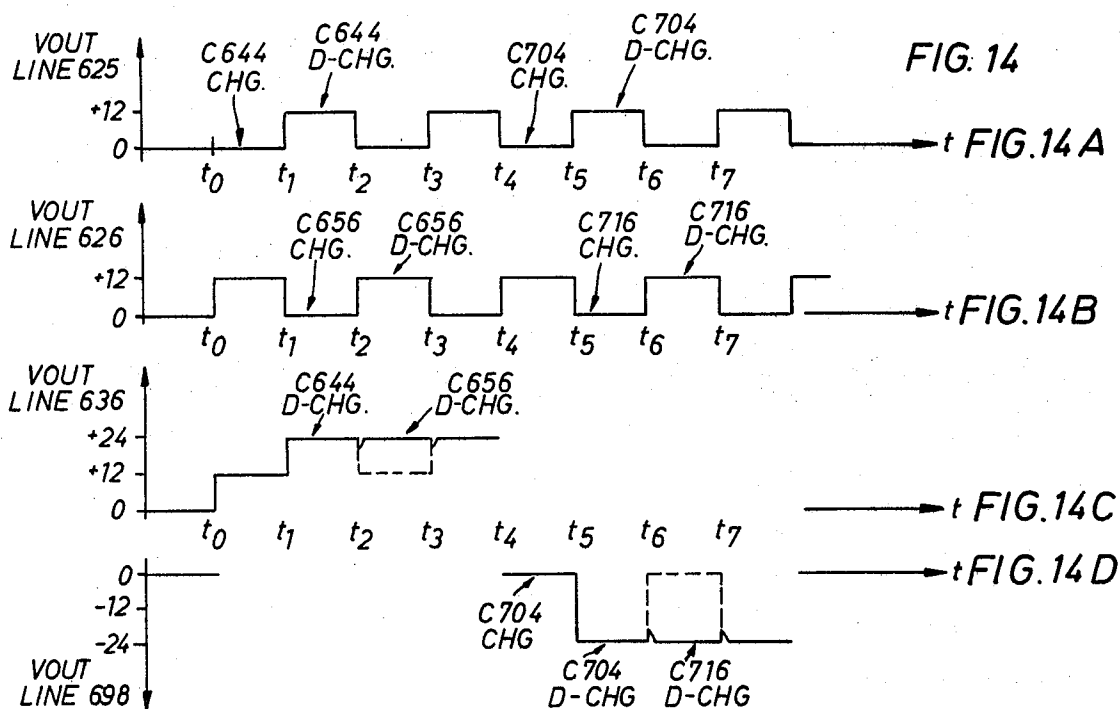 FIG. 14
VOUT
LINE 625
C644
CHG.
C644
D-CHG.
C704
CHG.
C704
D-CHG.
+12
0
t0 t1 t2 t3 t4 t5 t6 t7
t FIG.14A
VOUT
LINE 626
C656
CHG.
C656
D-CHG.
C716
CHG.
C716
D-CHG.
+12
0
t0 t1 t2 t3 t4 t5 t6 t7
t FIG.14B
VOUT
LINE 636
C644
D-CHG.
C656
D-CHG.
+24
+12
0
t0 t1 t2 t3 t4 t5 t6 t7
t FIG.14C
0
-12
-24
C704
CHG
C704
D-CHG
C716
D-CHG
t FIG.14D
VOUT
LINE 698